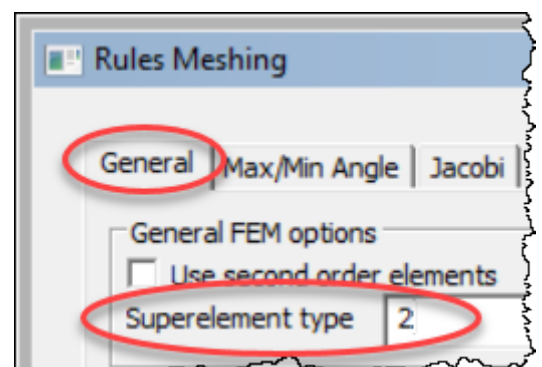 Rules Meshing
General Max/Min Angle Jacobi
General FEM options
Use second order elements
Superelement type 2